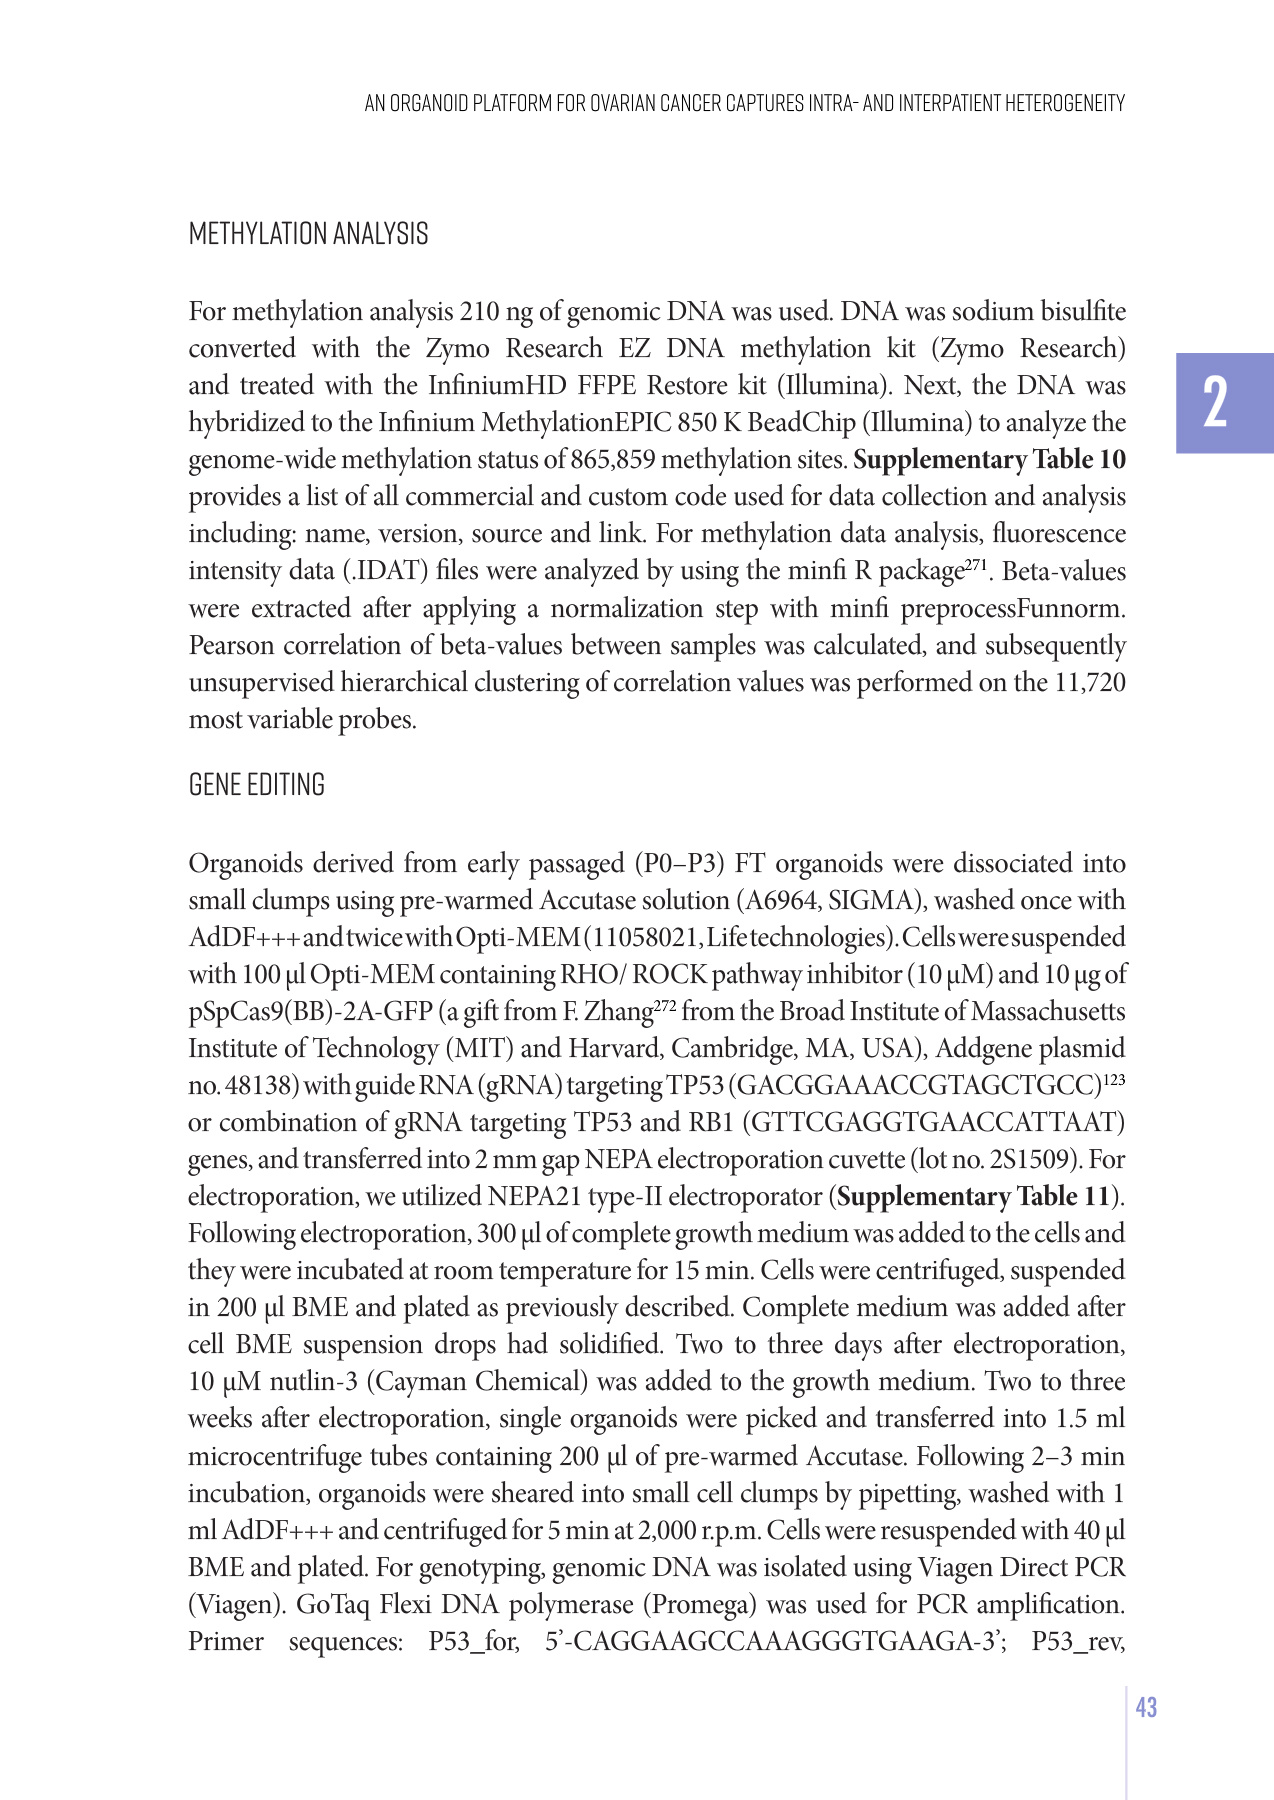 AN ORGANOID PLATFORM FOR OVARIAN CANCER CAPTURES INTRA- AND INTERPATIENT HETEROGENEITY
METHYLATION ANALYSIS
For methylation analysis 210 ng of genomic DNA was used. DNA was sodium bisulfite
converted with the Zymo Research EZ DNA methylation kit (Zymo Research)
and treated with the InfiniumHD FFPE Restore kit (Illumina). Next, the DNA was
hybridized to the Infinium MethylationEPIC 850 K BeadChip (Illumina) to analyze the
genome-wide methylation status of 865,859 methylation sites. Supplementary Table 10
provides a list of all commercial and custom code used for data collection and analysis
including: name, version, source and link. For methylation data analysis, fluorescence
intensity data (.IDAT) files were analyzed by using the minfi R package271. Beta-values
were extracted after applying a normalization step with minfi preprocessFunnorm.
Pearson correlation of beta-values between samples was calculated, and subsequently
unsupervised hierarchical clustering of correlation values was performed on the 11,720
most variable probes.
2
GENE EDITING
Organoids derived from early passaged (P0–P3) FT organoids were dissociated into
small clumps using pre-warmed Accutase solution (A6964, SIGMA), washed once with
AdDF+++ and twice with Opti-MEM (11058021, Life technologies). Cells were suspended
with 100 µl Opti-MEM containing RHO/ ROCK pathway inhibitor (10 µM) and 10 µg of
pSpCas9(BB)-2A-GFP (a gift from F. Zhang272 from the Broad Institute of Massachusetts
Institute of Technology (MIT) and Harvard, Cambridge, MA, USA), Addgene plasmid
no. 48138) with guide RNA (gRNA) targeting TP53 (GACGGAAACCGTAGCTGCC)123
or combination of gRNA targeting TP53 and RB1 (GTTCGAGGTGAACCATTAAT)
genes, and transferred into 2 mm gap NEPA electroporation cuvette (lot no. 2S1509). For
electroporation, we utilized NEPA21 type-II electroporator (Supplementary Table 11).
Following electroporation, 300 µl of complete growth medium was added to the cells and
they were incubated at room temperature for 15 min. Cells were centrifuged, suspended
in 200 µl BME and plated as previously described. Complete medium was added after
cell BME suspension drops had solidified. Two to three days after electroporation,
10 µM nutlin-3 (Cayman Chemical) was added to the growth medium. Two to three
weeks after electroporation, single organoids were picked and transferred into 1.5 ml
microcentrifuge tubes containing 200 µl of pre-warmed Accutase. Following 2–3 min
incubation, organoids were sheared into small cell clumps by pipetting, washed with 1
ml AdDF+++ and centrifuged for 5 min at 2,000 r.p.m. Cells were resuspended with 40 µl
BME and plated. For genotyping, genomic DNA was isolated using Viagen Direct PCR
(Viagen). GoTaq Flexi DNA polymerase (Promega) was used for PCR amplification.
Primer sequences: P53_for, 5’-CAGGAAGCCAAAGGGTGAAGA-3’; P53_rev,
43